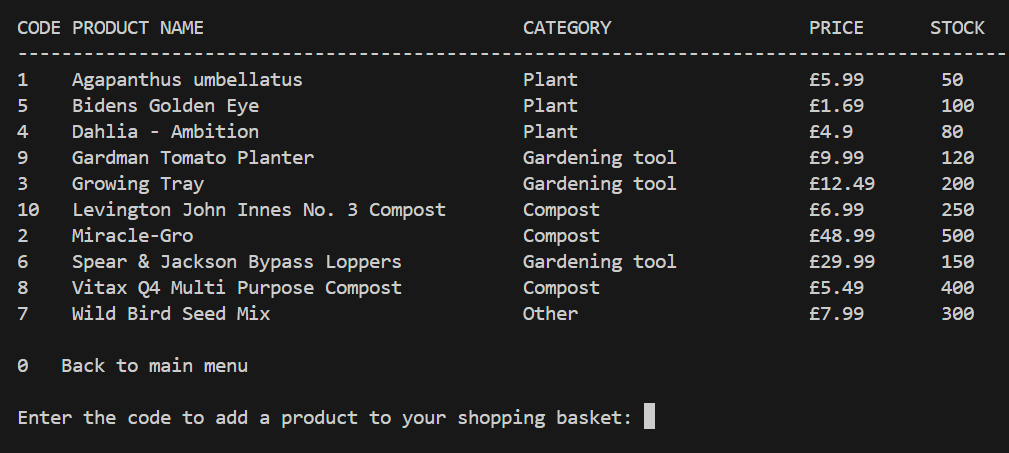 CODE PRODUCT NAME CATEGORY PRICE STOCK
------------------------------------------------------------------------------------------
1 Agapanthus umbellatus Plant £5.99 50
5 Bidens Golden Eye Plant £1.69 100
4 Dahlia - Ambition Plant £4.9 80
9 Gardman Tomato Planter Gardening tool £9.99 120
3 Growing Tray Gardening tool £12.49 200
10 Levington John Innes No. 3 Compost Compost £6.99 250
2 Miracle-Gro Compost £48.99 500
6 Spear & Jackson Bypass Loppers Gardening tool £29.99 150
8 Vitax Q4 Multi Purpose Compost Compost £5.49 400
7 Wild Bird Seed Mix Other £7.99 300
0 Back to main menu
Enter the code to add a product to your shopping basket: